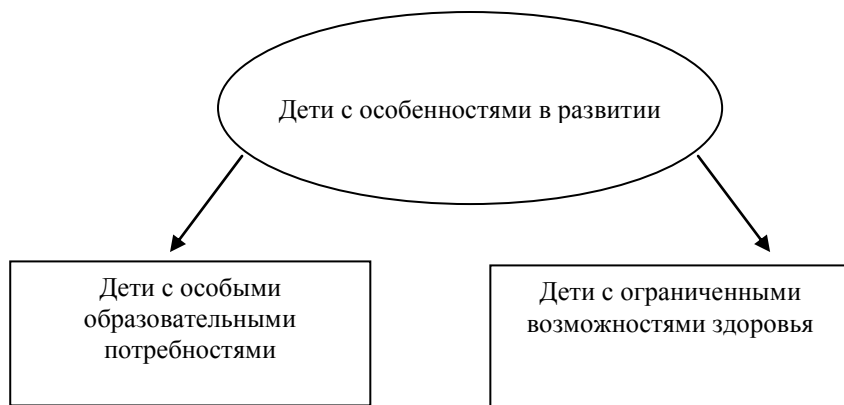 Дети с особенностями в развитии
Дети с особыми
образовательными
потребностями
Дети с ограниченными
возможностями здоровья